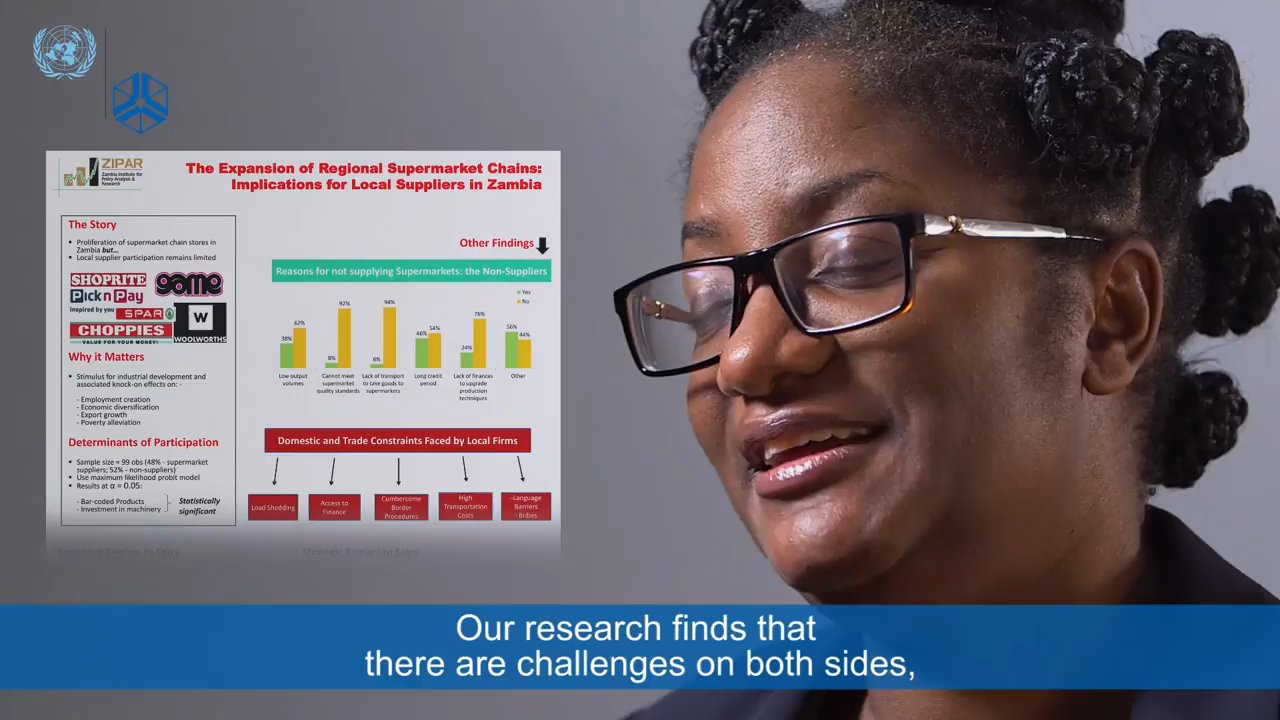 ZIPAR
Zambia Institute for
Policy Analysis &
Research
The Expansion of Regional Supermarket Chains:
Implications for Local Suppliers in Zambia
The Story
• Proliferation of supermarket chain stores in
Zambia but...
• Local supplier participation remains limited
SHOPRITE
game
Pick n Pay
Inspired by you
SPAR
W
WOOLWORTHS
CHOPPIES
VALUE FOR YOUR MONEY!
Why it Matters
• Stimulus for industrial development and
associated knock-on effects on: -
- Employment creation
- Economic diversification
- Export growth
- Poverty alleviation
Determinants of Participation
• Sample size = 99 obs (48% - supermarket
suppliers; 52% - non-suppliers)
• Use maximum likelihood probit model
• Results at α = 0.05:
- Bar-coded Products
- Investment in machinery
Statistically
significant
Other Findings
Reasons for not supplying Supermarkets: the Non-Suppliers
Yes
No
38%
62%
8%
92%
6%
94%
46%
54%
24%
76%
56%
44%
Low output
volumes
Cannot meet
supermarket
quality standards
Lack of transport
to take goods to
supermarkets
Long credit
period
Lack of finances
to upgrade
production
techniques
Other
Domestic and Trade Constraints Faced by Local Firms
Load Shedding
Access to
Finance
Cumbersome
Border
Procedures
High
Transportation
Costs
-Language
Barriers
- Bribes
Our research finds that
there are challenges on both sides,